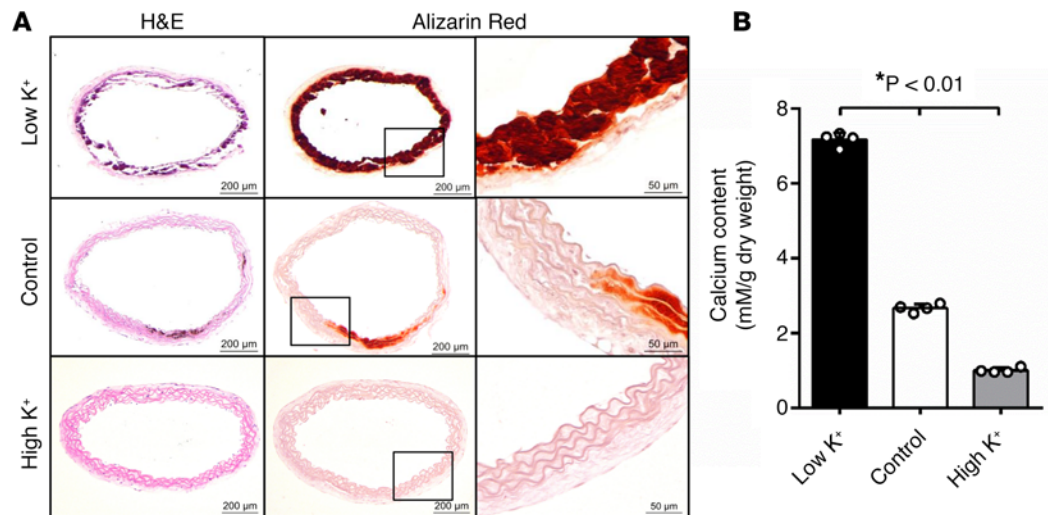 A
H&E
Alizarin Red
Low K⁺
200 µm
200 µm
50 µm
Control
200 µm
200 µm
50 µm
High K⁺
200 µm
200 µm
50 µm
B
*P < 0.01
Calcium content
(mM/g dry weight)
8
6
4
2
0
Low K⁺
Control
High K⁺